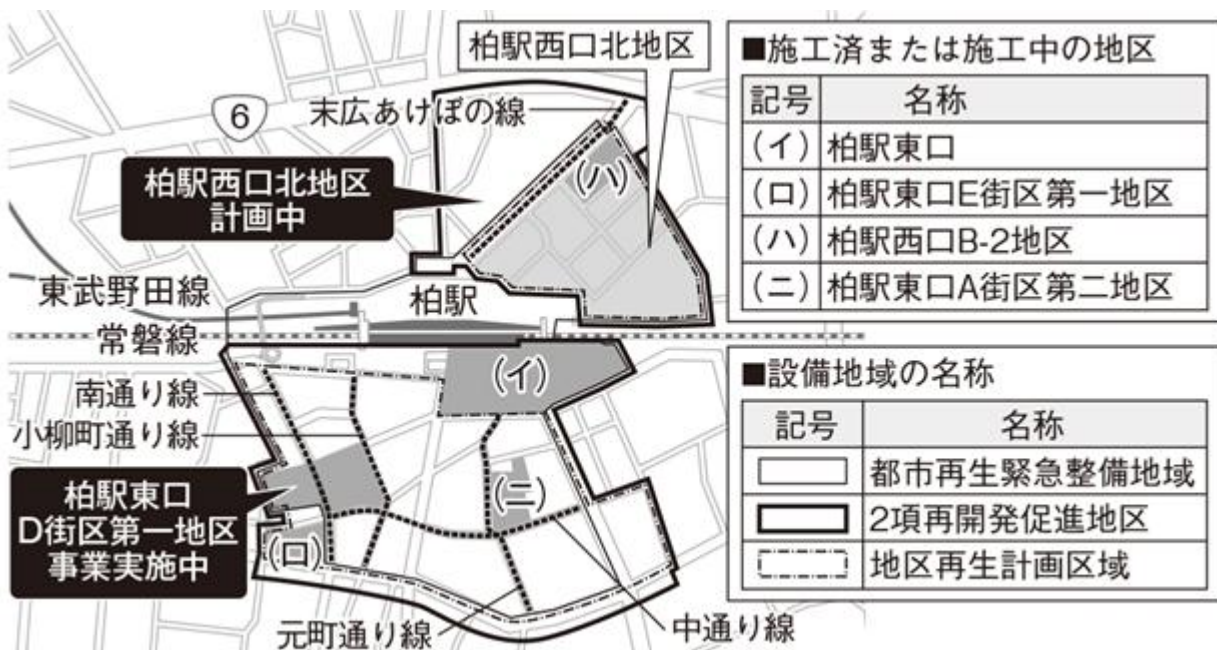 柏駅西口北地区
末広あけぼの線
6
(ハ)
柏駅西口北地区
計画中
東武野田線
柏駅
常磐線
(イ)
南通り線
小柳町通り線
柏駅東口
D街区第一地区
事業実施中
(ニ)
(ロ)
元町通り線
中通り線
■施工済または施工中の地区
記号 名称
(イ) 柏駅東口
(ロ) 柏駅東口E街区第一地区
(ハ) 柏駅西口B-2地区
(ニ) 柏駅東口A街区第二地区
■設備地域の名称
記号 名称
都市再生緊急整備地域
2項再開発促進地区
地区再生計画区域